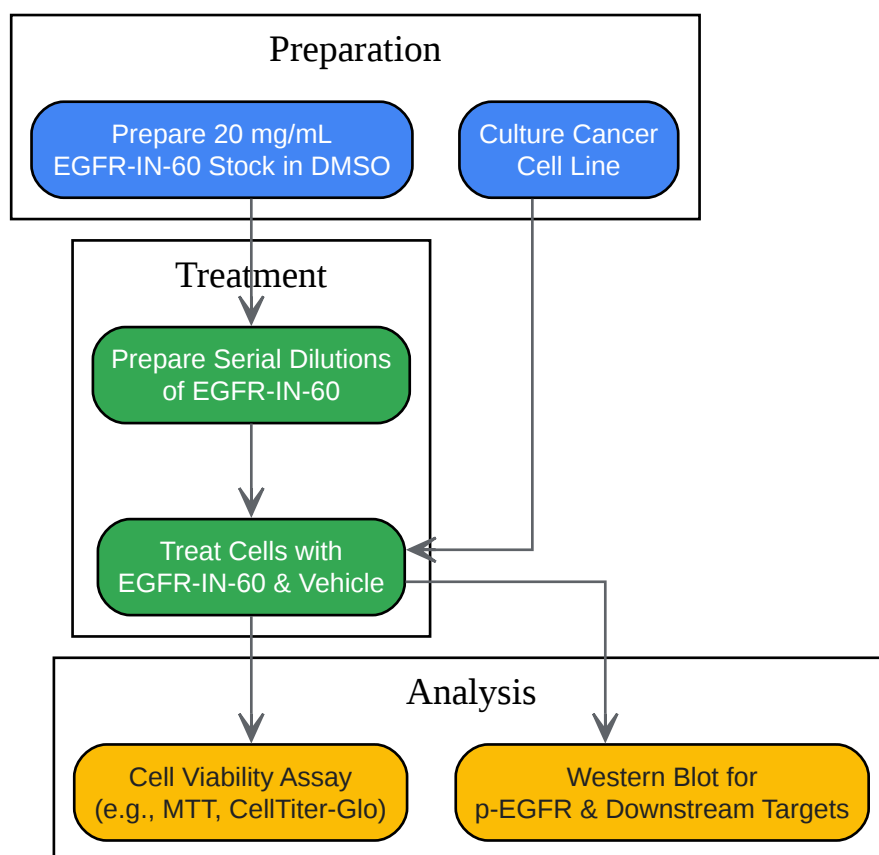 Preparation
Prepare 20 mg/mL
EGFR-IN-60 Stock in DMSO
Culture Cancer
Cell Line
Treatment
Prepare Serial Dilutions
of EGFR-IN-60
Treat Cells with
EGFR-IN-60 & Vehicle
Analysis
Cell Viability Assay
(e.g., MTT, CellTiter-Glo)
Western Blot for
p-EGFR & Downstream Targets